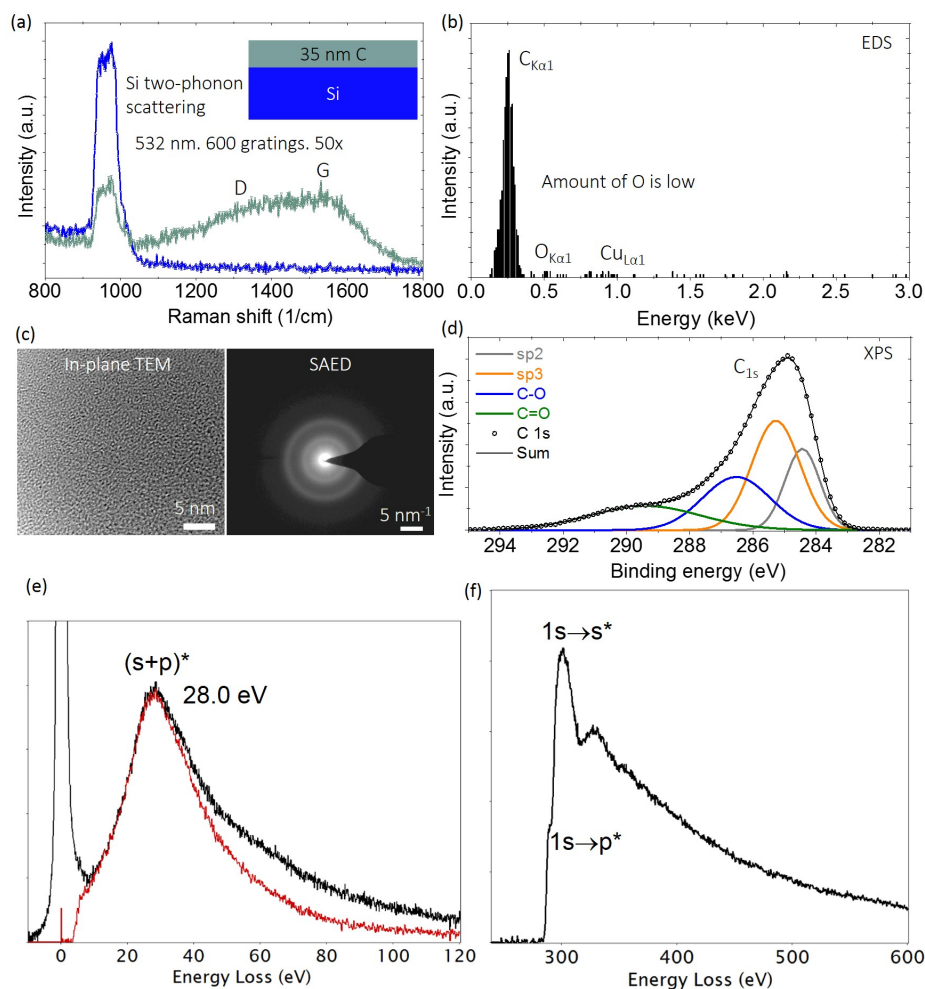 (a)
Intensity (a.u.)
35 nm C
Si
Si two-phonon
scattering
532 nm. 600 gratings. 50x
D
G
800 1000 1200 1400 1600 1800
Raman shift (1/cm)
(b)
EDS
Intensity (a.u.)
CKα1
Amount of O is low
OKα1
CuLα1
0.0 0.5 1.0 1.5 2.0 2.5 3.0
Energy (keV)
(c)
In-plane TEM
5 nm
SAED
5 nm-1
(d)
XPS
Intensity (a.u.)
sp2
sp3
C-O
C=O
C 1s
Sum
C1s
294 292 290 288 286 284 282
Binding energy (eV)
(e)
(s+p)*
28.0 eV
0 20 40 60 80 100 120
Energy Loss (eV)
(f)
1s→s*
1s→p*
300 400 500 600
Energy Loss (eV)